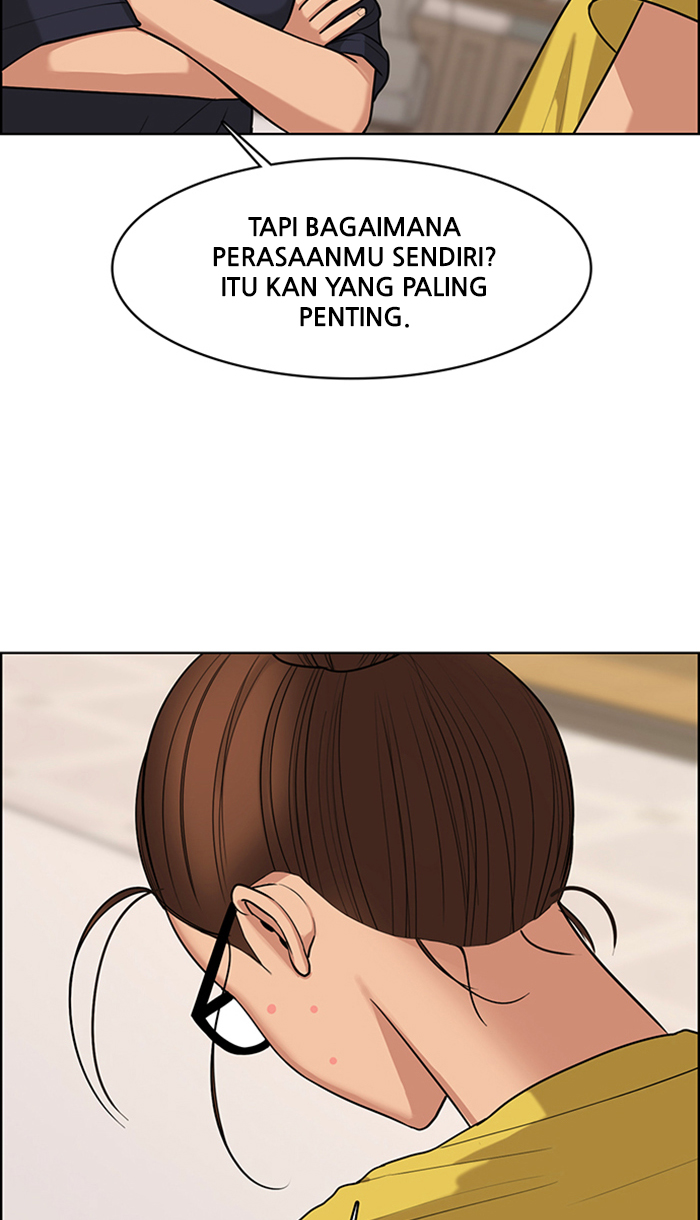 TAPI BAGAIMANA
PERASAANMU SENDIRI?
ITU KAN YANG PALING
PENTING.